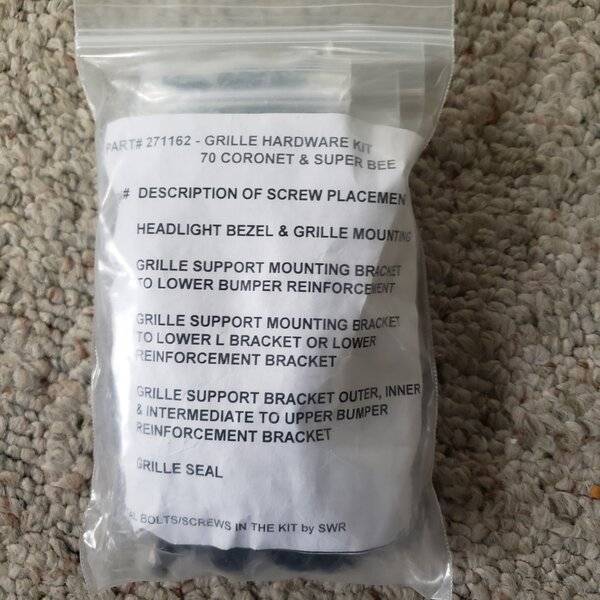 PART# 271162 - GRILLE HARDWARE KIT
70 CORONET & SUPER BEE
# DESCRIPTION OF SCREW PLACEMEN
HEADLIGHT BEZEL & GRILLE MOUNTING
GRILLE SUPPORT MOUNTING BRACKET
TO LOWER BUMPER REINFORCEMENT
GRILLE SUPPORT MOUNTING BRACKET
TO LOWER L BRACKET OR LOWER
REINFORCEMENT BRACKET
GRILLE SUPPORT BRACKET OUTER, INNER
& INTERMEDIATE TO UPPER BUMPER
REINFORCEMENT BRACKET
GRILLE SEAL
BOLTS/SCREWS IN THE KIT by SWR